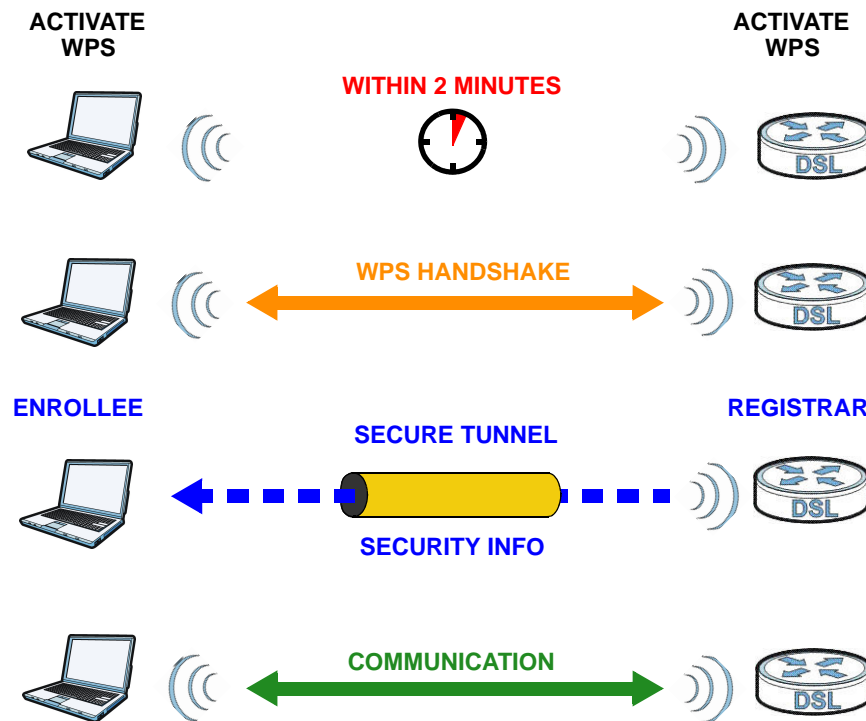 ACTIVATE
WPS
ACTIVATE
WPS
WITHIN 2 MINUTES
DSL
WPS HANDSHAKE
DSL
ENROLLEE
REGISTRAR
SECURE TUNNEL
DSL
SECURITY INFO
COMMUNICATION
DSL